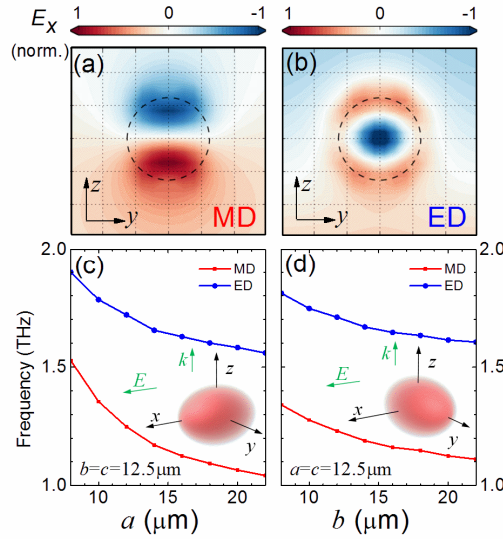 Ex 1 0 -1 1 0 -1
(norm.)
(a) (b)
z z
y MD y ED
2.0 (c) (d) 2.0
MD MD
ED ED
Frequency (THz)
1.5 1.5
k z k z
E E
x y x y
b=c=12.5μm a=c=12.5μm
1.0 1.0
10 15 20 10 15 20
a (μm) b (μm)